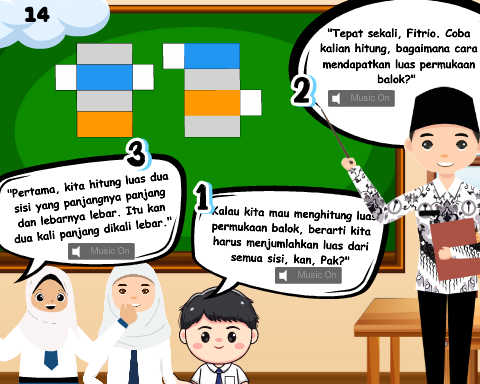 14
1
"Kalau kita mau menghitung luas
permukaan balok, berarti kita
harus menjumlahkan luas dari
semua sisi, kan, Pak?"
Music On
2
"Tepat sekali, Fitrio. Coba
kalian hitung, bagaimana cara
mendapatkan luas permukaan
balok?"
Music On
3
"Pertama, kita hitung luas dua
sisi yang panjangnya panjang
dan lebarnya lebar. Itu kan
dua kali panjang dikali lebar."
Music On